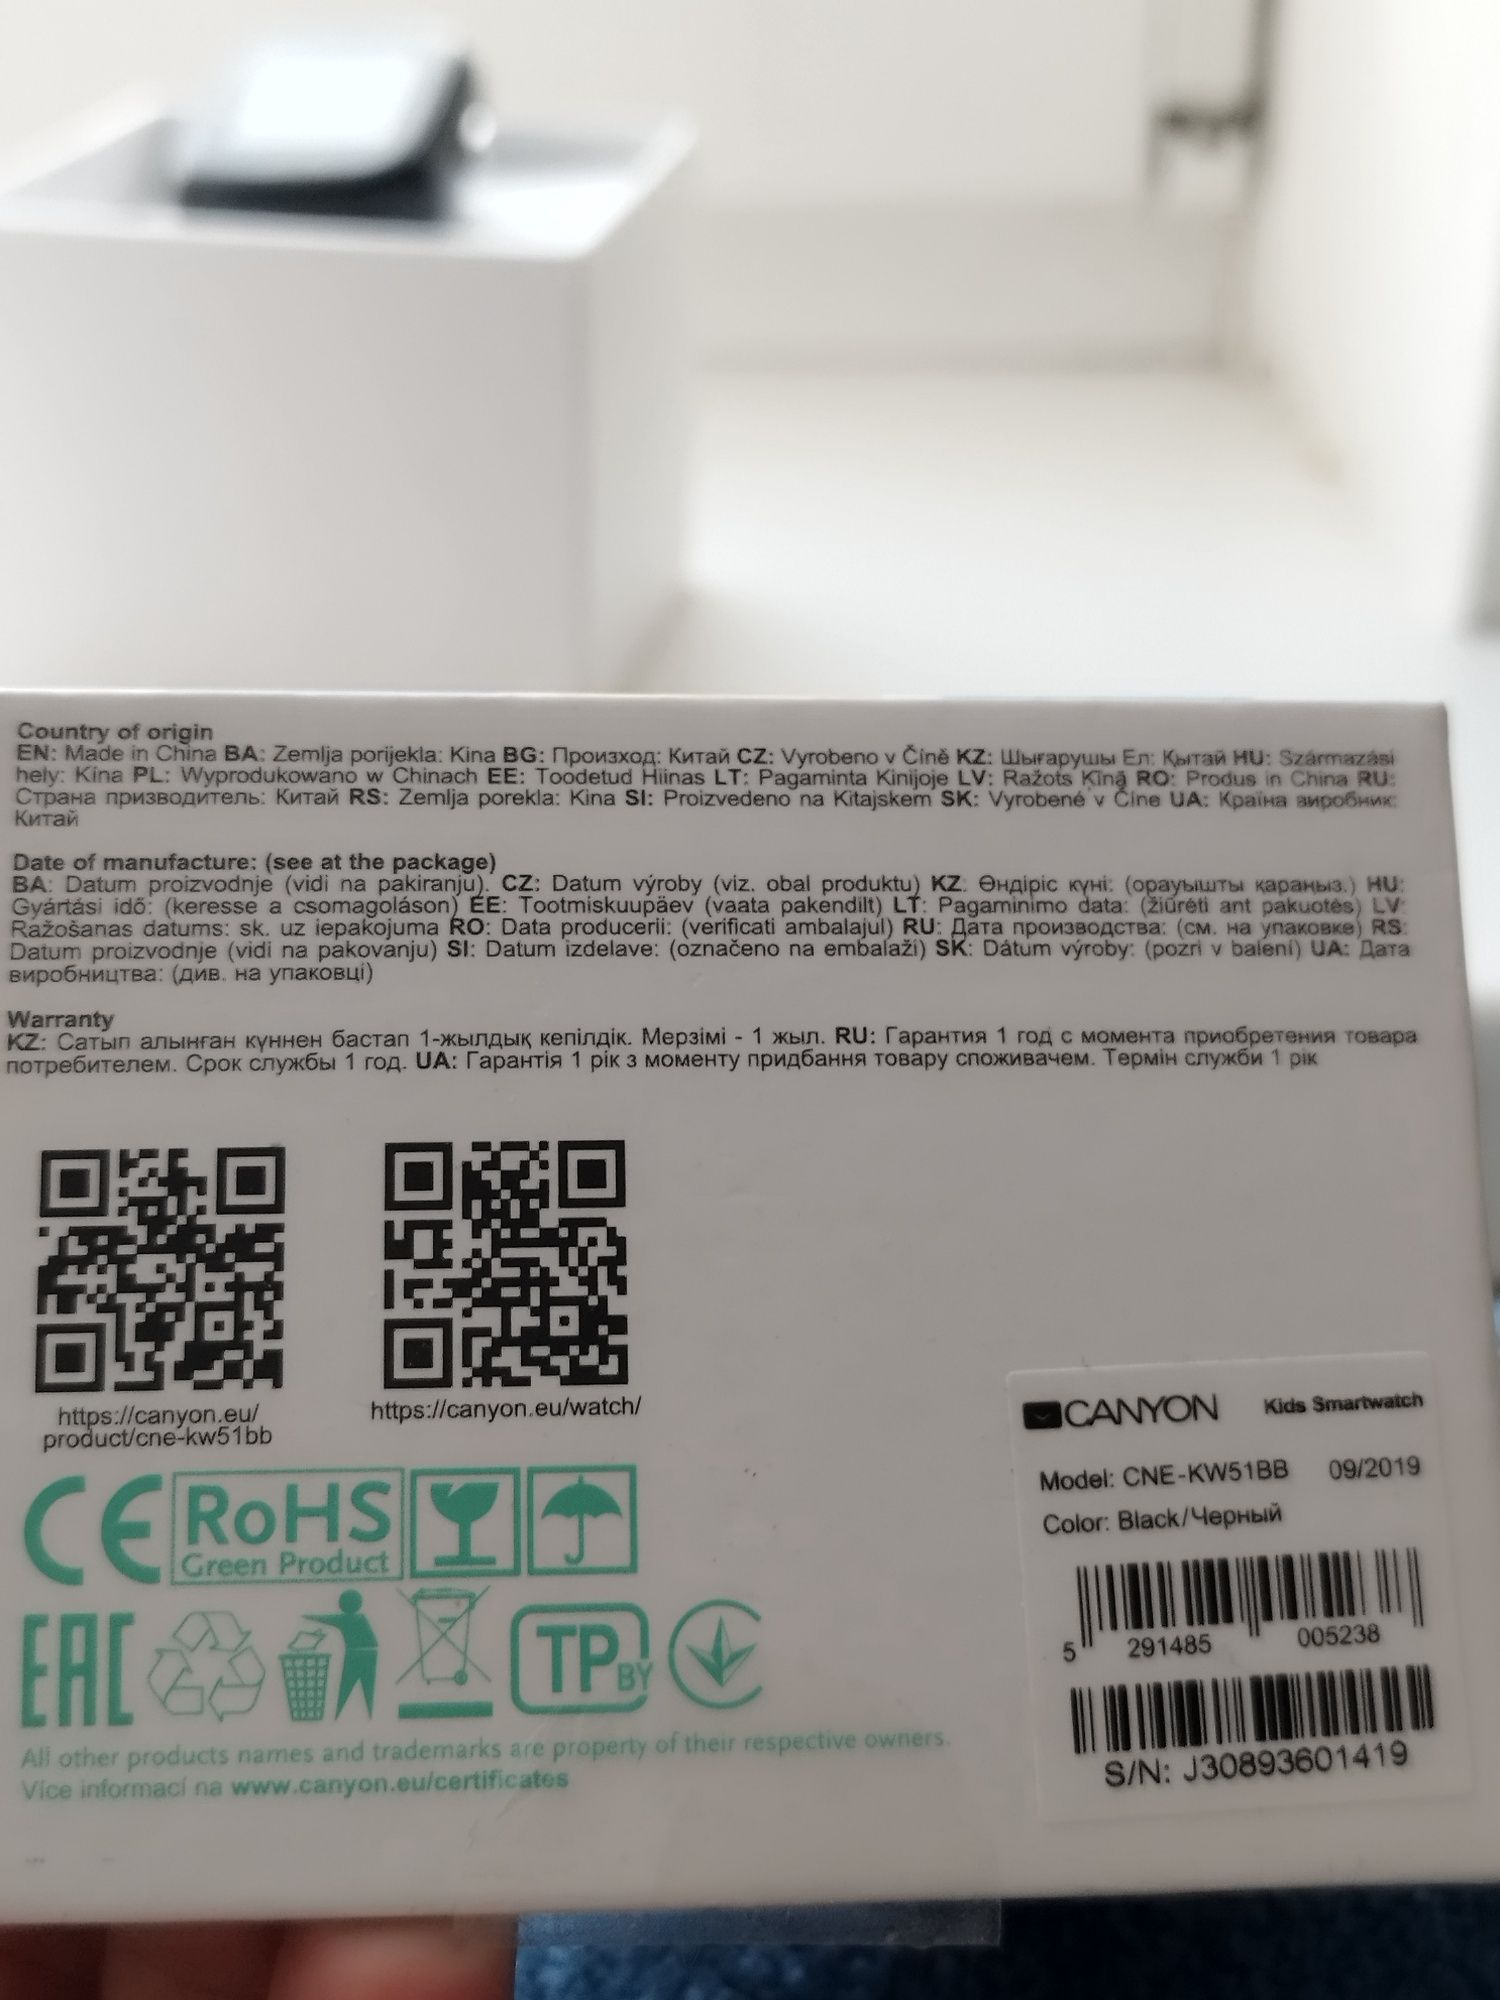 Country of origin
EN: Made in China BA: Zemlja porijekla: Kina BG: Произход: Китай CZ: Vyrobeno v Číně KZ: Шығарушы Ел: Қытай HU: Származási
hely: Kína PL: Wyprodukowano w Chinach EE: Toodetud Hiinas LT: Pagaminta Kinijoje LV: Ražots Ķīnā RO: Produs in China RU:
Страна призводитель: Китай RS: Zemlja porekla: Kina SI: Proizvedeno na Kitajskem SK: Vyrobené v Číne UA: Країна виробник:
Китай
Date of manufacture: (see at the package)
BA: Datum proizvodnje (vidi na pakiranju). CZ: Datum výroby (viz. obal produktu) KZ: Өндіріс күні: (орауышты қараңыз.) HU:
Gyártási idő: (keresse a csomagoláson) EE: Tootmiskuupäev (vaata pakendilt) LT: Pagaminimo data: (žiūrėti ant pakuotės) LV:
Ražošanas datums: sk. uz iepakojuma RO: Data producerii: (verificati ambalajul) RU: Дата производства: (см. на упаковке) RS:
Datum proizvodnje (vidi na pakovanju) SI: Datum izdelave: (označeno na embalaži) SK: Dátum výroby: (pozri v balení) UA: Дата
виробництва: (див. на упаковці)
Warranty
KZ: Сатып алынған күннен бастап 1-жылдық кепілдік. Мерзімі - 1 жыл. RU: Гарантия 1 год с момента приобретения товара
потребителем. Срок службы 1 год. UA: Гарантія 1 рік з моменту придбання товару споживачем. Термін служби 1 рік
https://canyon.eu/
product/cne-kw51bb
https://canyon.eu/watch/
CE RoHS
Green Product
EAC TP BY
All other products names and trademarks are property of their respective owners.
Více informací na www.canyon.eu/certificates
CANYON Kids Smartwatch
Model: CNE-KW51BB 09/2019
Color: Black/Черный
5 291485 005238
S/N: J30893601419